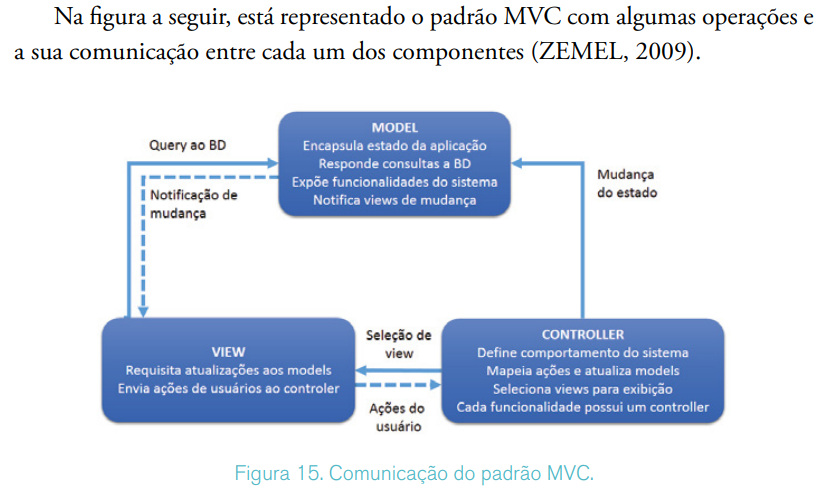 Na figura a seguir, está representado o padrão MVC com algumas operações e
a sua comunicação entre cada um dos componentes (ZEMEL, 2009).
MODEL
Encapsula estado da aplicação
Responde consultas a BD
Expõe funcionalidades do sistema
Notifica views de mudança
Query ao BD
Notificação de
mudança
Mudança
do estado
VIEW
Requisita atualizações aos models
Envia ações de usuários ao controler
Seleção de
view
Ações do
usuário
CONTROLLER
Define comportamento do sistema
Mapeia ações e atualiza models
Seleciona views para exibição
Cada funcionalidade possui um controller
Figura 15. Comunicação do padrão MVC.